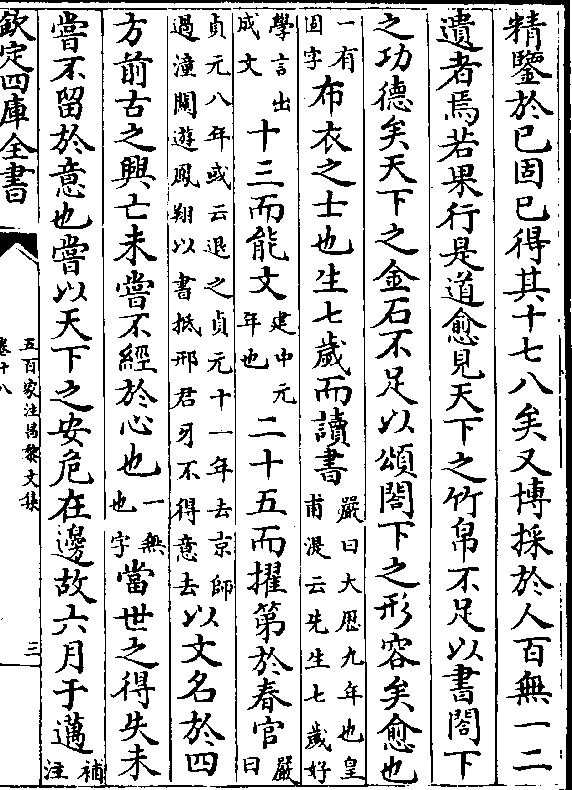 精鑒於已固已得其十七八矣又博採於人百無一二
遺者焉若果行是道愈見天下之竹帛不足以書閤下
之功德矣天下之金石不足以頌閤下之形容矣愈也
一有固字布衣之士也生七歲而讀書嚴曰大厯九年也皇甫湜云先生七歲好
學言出成文十三而能文建中元年也二十五而擢第於春官嚴曰
貞元八年或云退之貞元十一年去京師過潼關遊鳳翔以書抵邢君牙不得意去以文名於四
方前古之興亡未嘗不經於心也一無也字當世之得失未
嘗不留於意也嘗以天下之安危在邊故六月于邁補注
欽定四庫全書
五百家注昌黎文集
卷十八
三